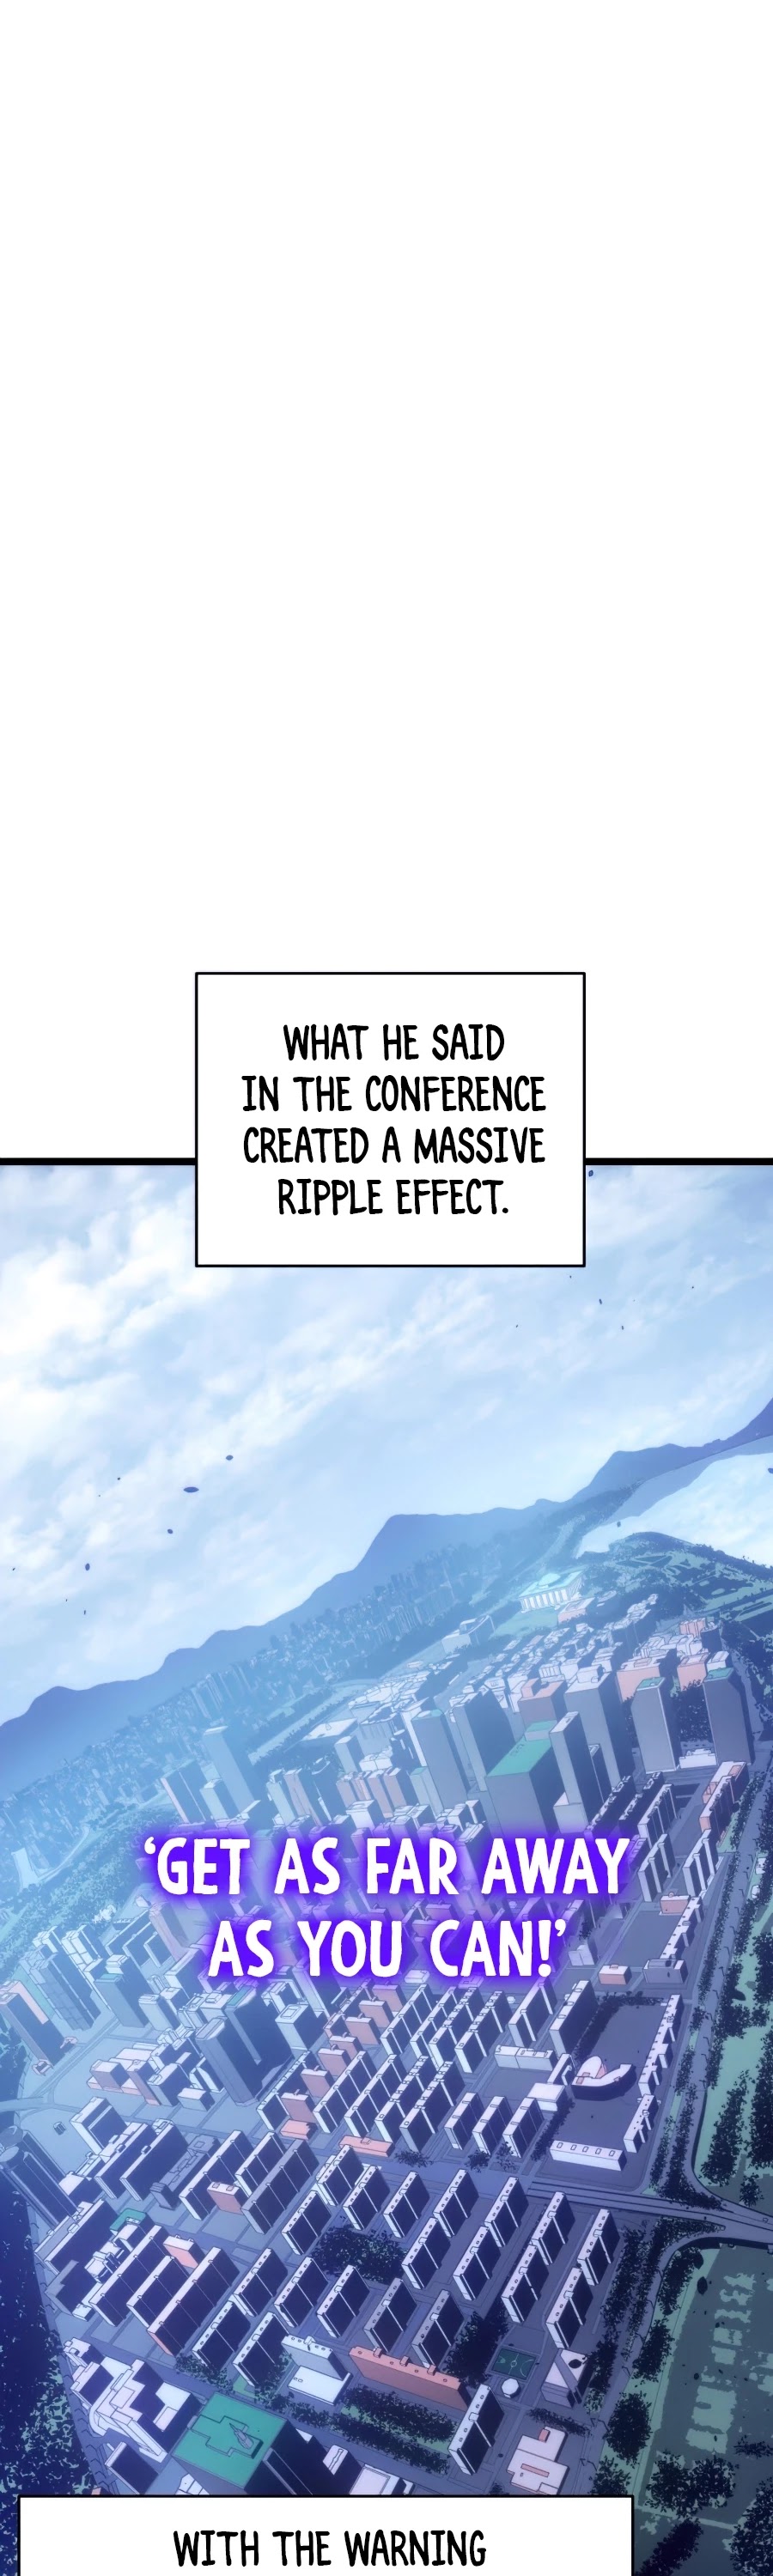 WHAT HE SAID
IN THE CONFERENCE
CREATED A MASSIVE
RIPPLE EFFECT.
'GET AS FAR AWAY
AS YOU CAN!'
WITH THE WARNING